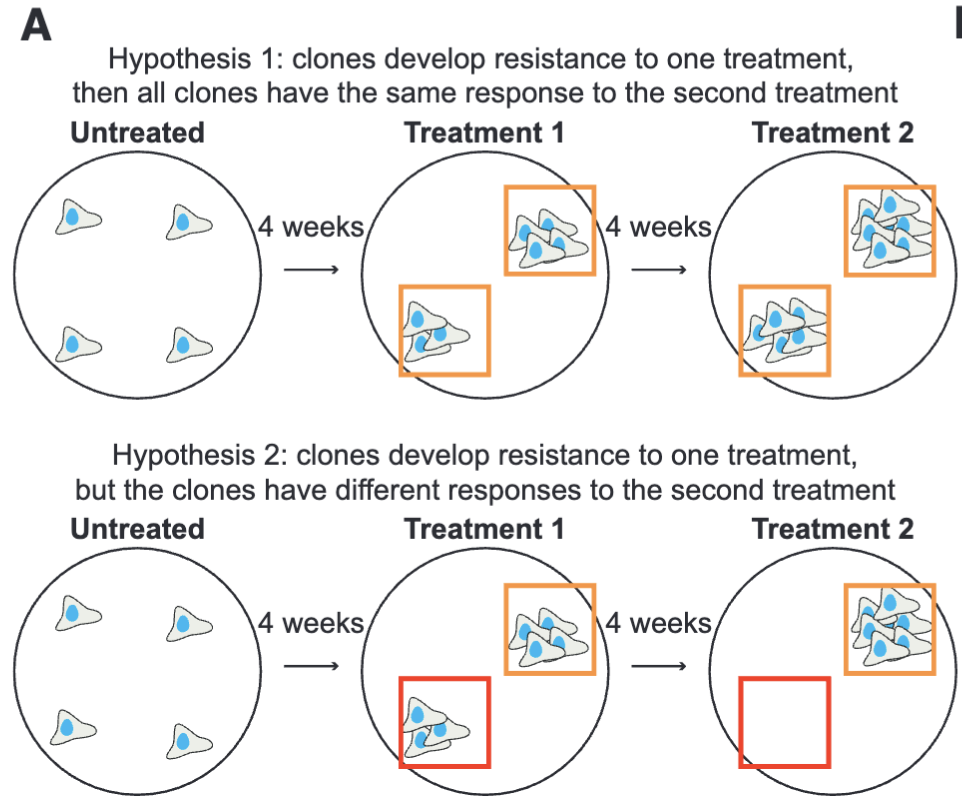 A
Hypothesis 1: clones develop resistance to one treatment,
then all clones have the same response to the second treatment
Untreated Treatment 1 Treatment 2
4 weeks 4 weeks
Hypothesis 2: clones develop resistance to one treatment,
but the clones have different responses to the second treatment
Untreated Treatment 1 Treatment 2
4 weeks 4 weeks